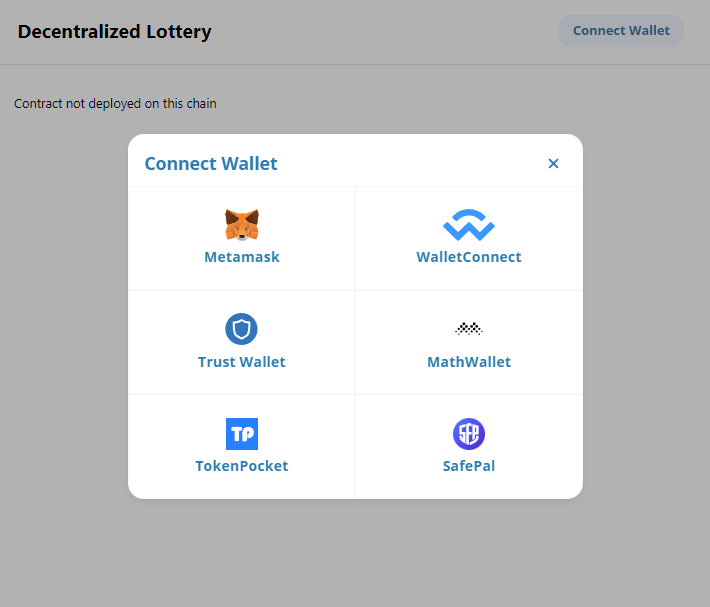 Decentralized Lottery
Connect Wallet
Contract not deployed on this chain
Connect Wallet
×
Metamask
WalletConnect
Trust Wallet
MathWallet
TP
TokenPocket
SFP
SafePal